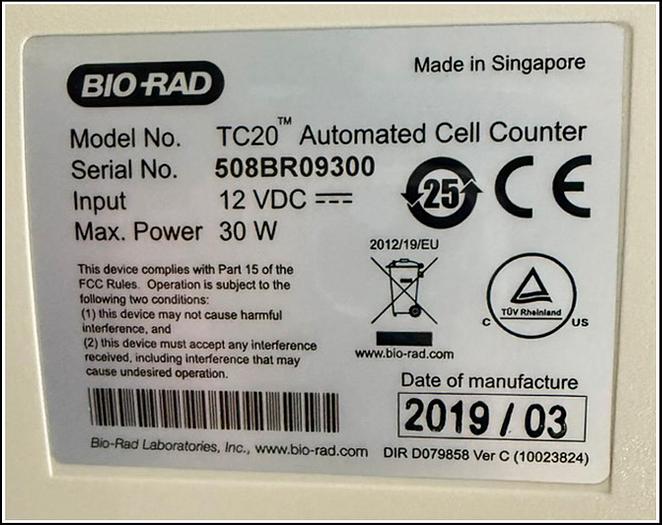 BIO-RAD
Made in Singapore
Model No. TC20™ Automated Cell Counter
Serial No. 508BR09300
Input 12 VDC
Max. Power 30 W
25
CE
2012/19/EU
This device complies with Part 15 of the
FCC Rules. Operation is subject to the
following two conditions:
(1) this device may not cause harmful
interference, and
(2) this device must accept any interference
received, including interference that may
cause undesired operation.
www.bio-rad.com
TÜV Rheinland
C US
Date of manufacture
2019 / 03
Bio-Rad Laboratories, Inc., www.bio-rad.com
DIR D079858 Ver C (10023824)